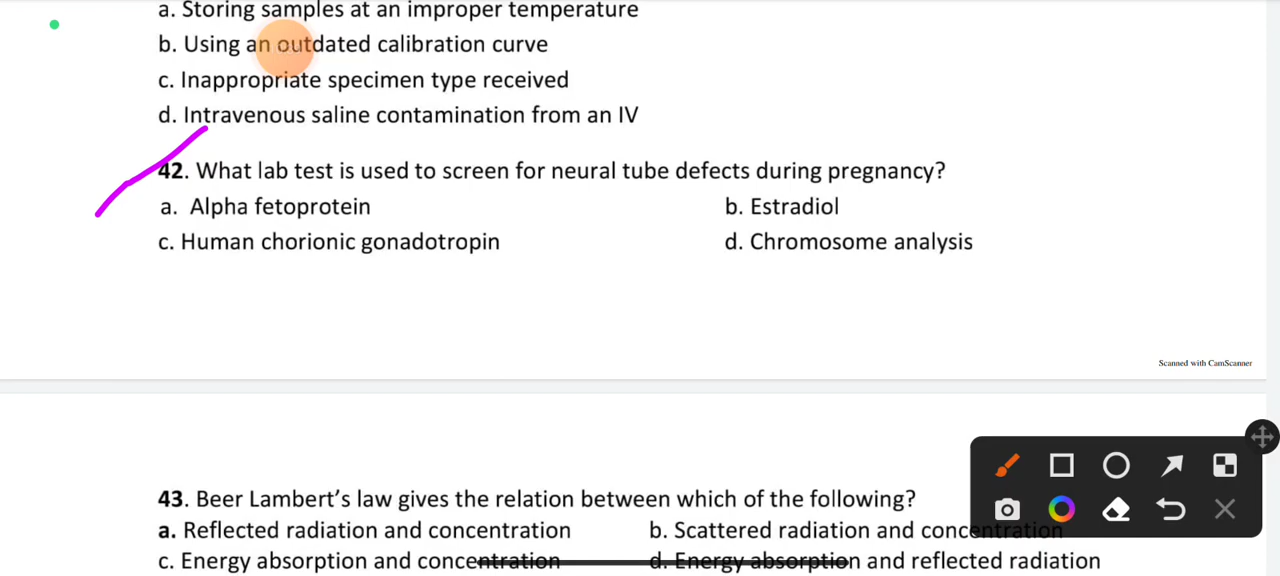 a. Storing samples at an improper temperature
b. Using an outdated calibration curve
c. Inappropriate specimen type received
d. Intravenous saline contamination from an IV
42. What lab test is used to screen for neural tube defects during pregnancy?
a. Alpha fetoprotein b. Estradiol
c. Human chorionic gonadotropin d. Chromosome analysis
Scanned with CamScanner
43. Beer Lambert's law gives the relation between which of the following?
a. Reflected radiation and concentration b. Scattered radiation and concentration
c. Energy absorption and concentration d. Energy absorption and reflected radiation